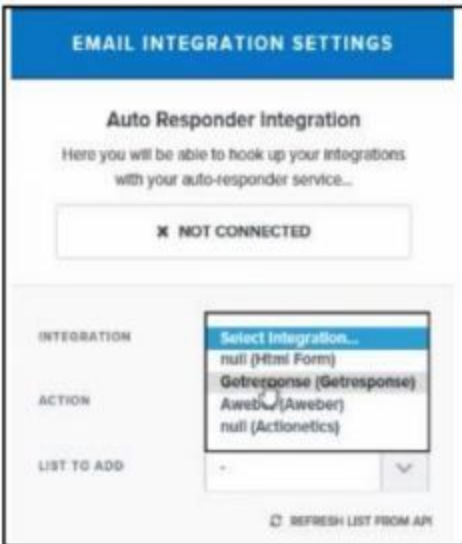 EMAIL INTEGRATION SETTINGS
Auto Responder Integration
Here you will be able to hook up your integrations
with your auto-responder service...
✖ NOT CONNECTED
INTEGRATION
Select Integration...
null (Html Form)
Getresponse (Getresponse)
ACTION
Aweber (Aweber)
null (Actionetics)
LIST TO ADD
-
REFRESH LIST FROM API